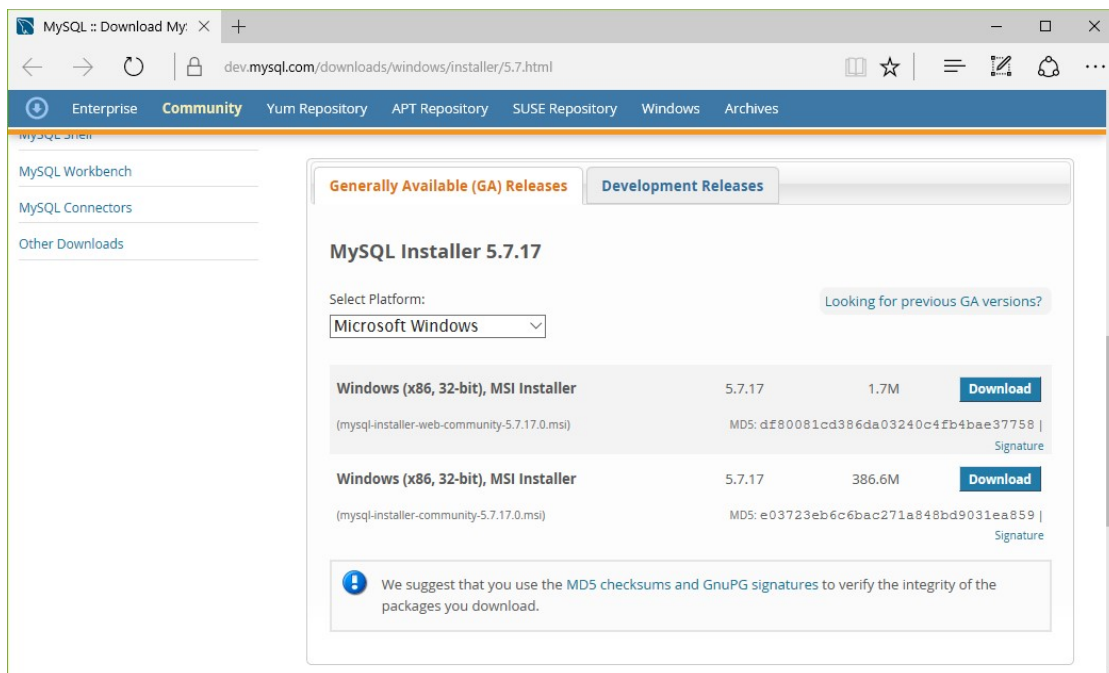 MySQL :: Download My:
dev.mysql.com/downloads/windows/installer/5.7.html
Enterprise Community Yum Repository APT Repository SUSE Repository Windows Archives
MySQL Shell
MySQL Workbench
MySQL Connectors
Other Downloads
Generally Available (GA) Releases Development Releases
MySQL Installer 5.7.17
Select Platform:
Looking for previous GA versions?
Microsoft Windows
Windows (x86, 32-bit), MSI Installer 5.7.17 1.7M Download
(mysql-installer-web-community-5.7.17.0.msi) MD5: df80081cd386da03240c4fb4bae37758 |
Signature
Windows (x86, 32-bit), MSI Installer 5.7.17 386.6M Download
(mysql-installer-community-5.7.17.0.msi) MD5: e03723eb6c6bac271a848bd9031ea859 |
Signature
We suggest that you use the MD5 checksums and GnuPG signatures to verify the integrity of the
packages you download.